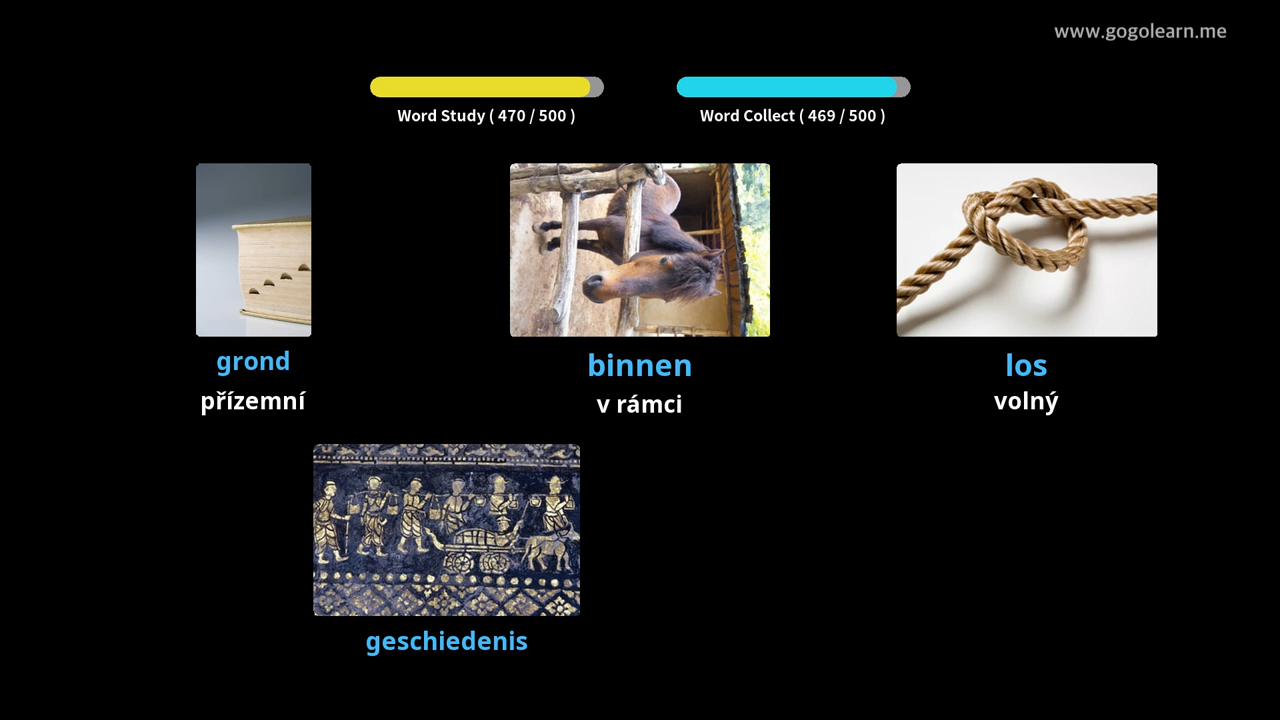 www.gogolearn.me
Word Study ( 470 / 500 )
Word Collect ( 469 / 500 )
grond
přízemní
binnen
v rámci
los
volný
geschiedenis